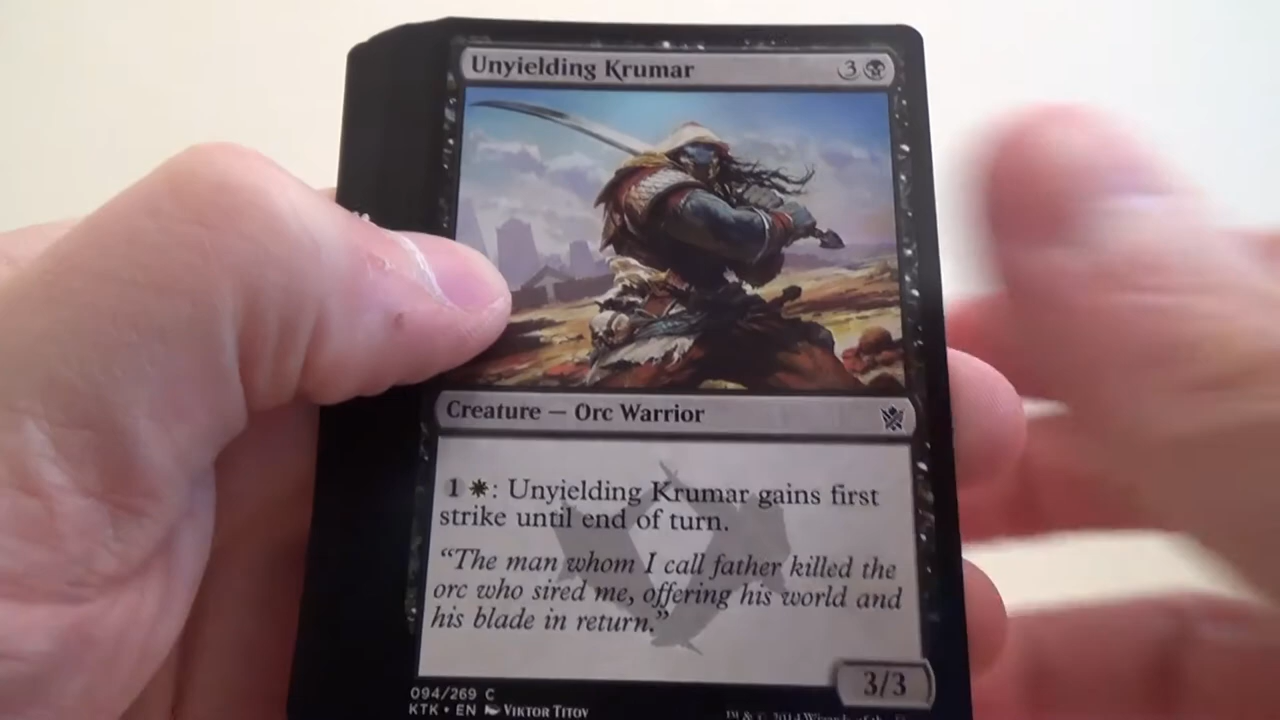 Unyielding Krumar 3
Creature — Orc Warrior
1 : Unyielding Krumar gains first
strike until end of turn.
“The man whom I call father killed the
orc who sired me, offering his world and
his blade in return.”
3/3
094/269 C
KTK • EN VIKTOR TITOV